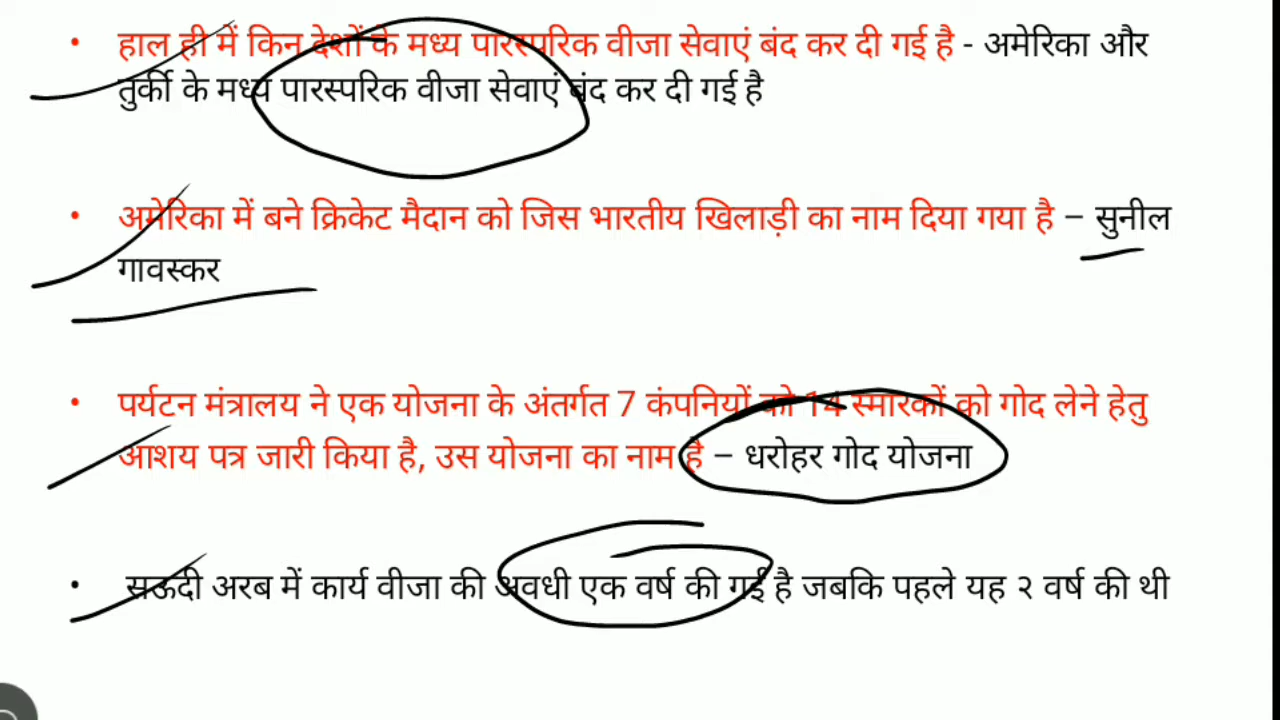 • हाल ही में किन देशों के मध्य पारस्परिक वीजा सेवाएं बंद कर दी गई है - अमेरिका और
तुर्की के मध्य पारस्परिक वीजा सेवाएं बंद कर दी गई है
• अमेरिका में बने क्रिकेट मैदान को जिस भारतीय खिलाड़ी का नाम दिया गया है – सुनील
गावस्कर
• पर्यटन मंत्रालय ने एक योजना के अंतर्गत 7 कंपनियों को 14 स्मारकों को गोद लेने हेतु
आशय पत्र जारी किया है, उस योजना का नाम है – धरोहर गोद योजना
• सऊदी अरब में कार्य वीजा की अवधी एक वर्ष की गई है जबकि पहले यह २ वर्ष की थी